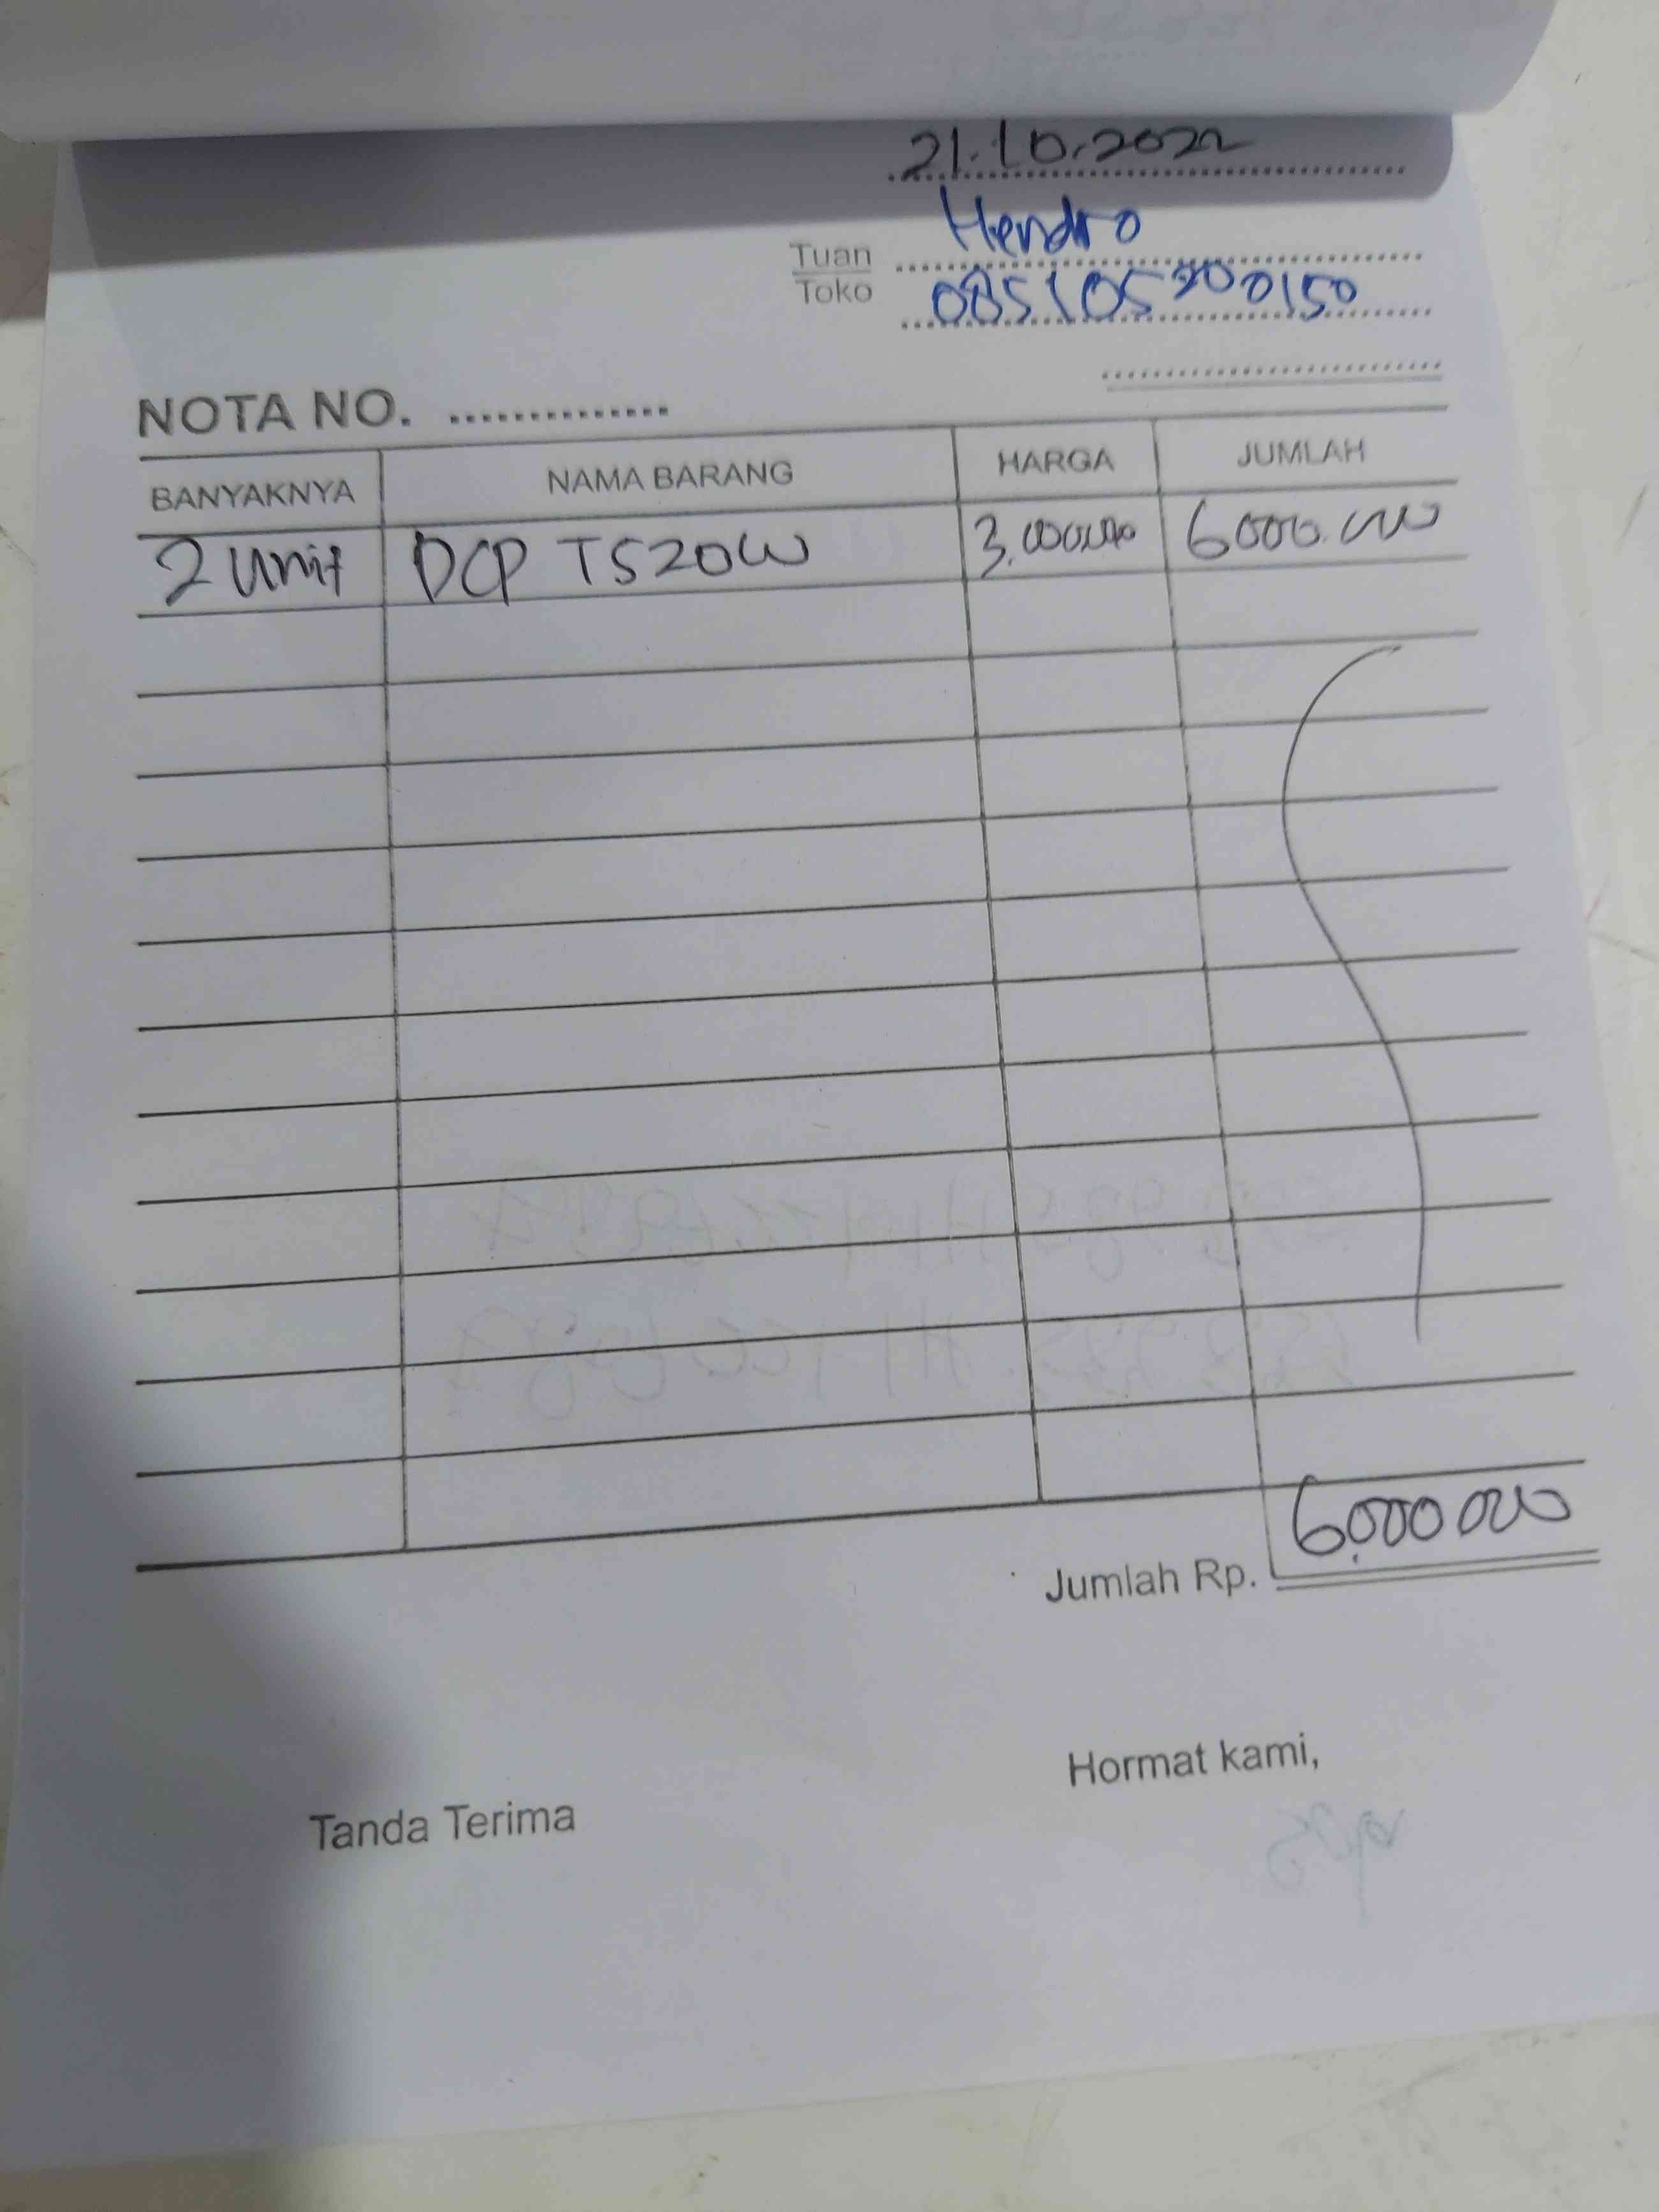 21.10.2022
Tuan Hendro
Toko 085105200150
NOTA NO. ..............
BANYAKNYA NAMA BARANG HARGA JUMLAH
2 Unit DCP T520W 3.000.000 6000.000
Jumlah Rp. 6.000 000
Hormat kami,
Tanda Terima